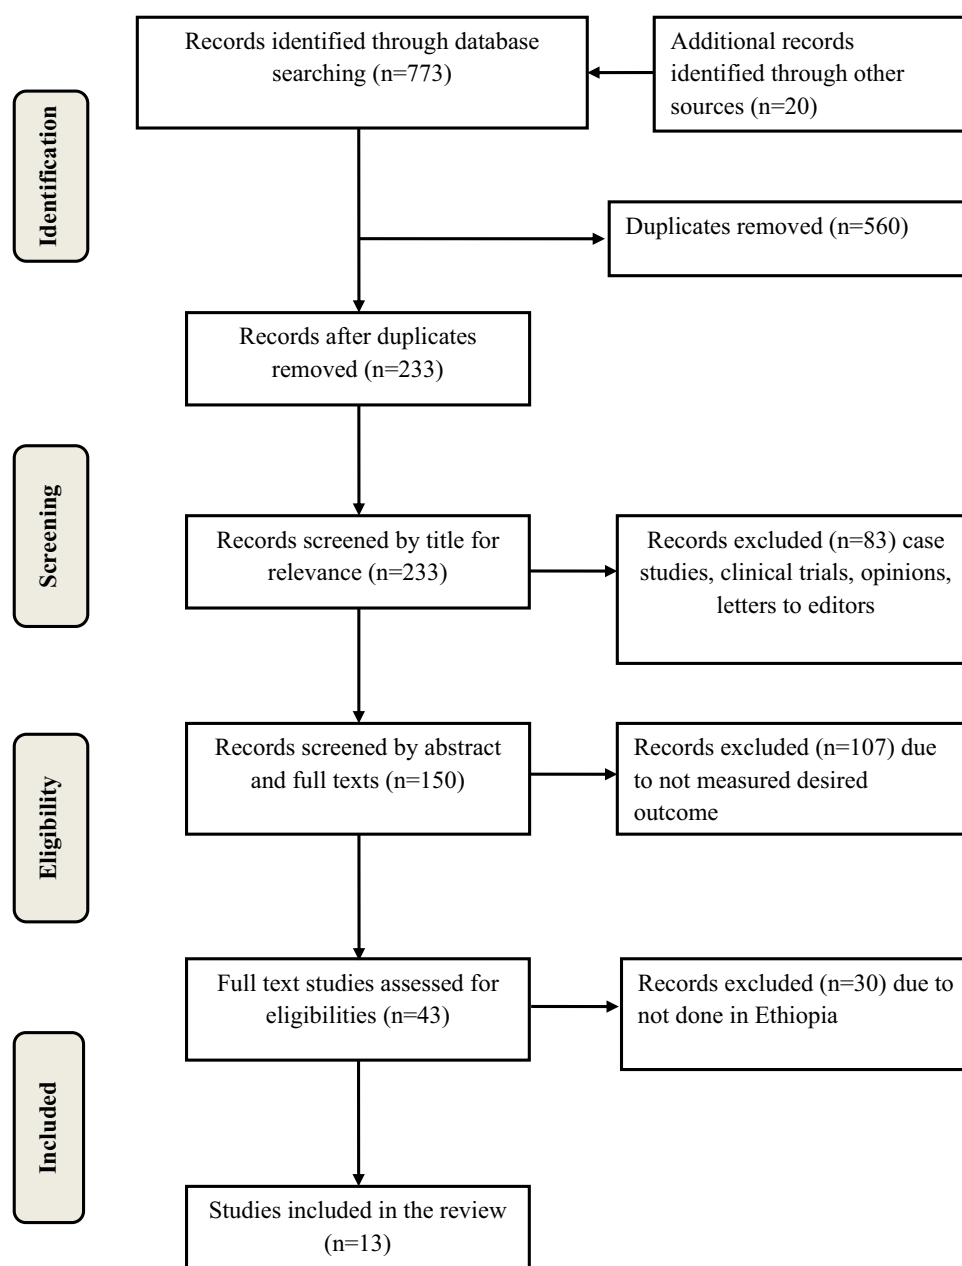 Records identified through database
searching (n=773)
Additional records
identified through other
sources (n=20)
Identification
Duplicates removed (n=560)
Records after duplicates
removed (n=233)
Screening
Records screened by title for
relevance (n=233)
Records excluded (n=83) case
studies, clinical trials, opinions,
letters to editors
Eligibility
Records screened by abstract
and full texts (n=150)
Records excluded (n=107) due
to not measured desired
outcome
Full text studies assessed for
eligibilities (n=43)
Records excluded (n=30) due to
not done in Ethiopia
Included
Studies included in the review
(n=13)